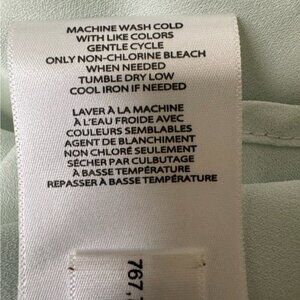 MACHINE WASH COLD
WITH LIKE COLORS
GENTLE CYCLE
ONLY NON-CHLORINE BLEACH
WHEN NEEDED
TUMBLE DRY LOW
COOL IRON IF NEEDED
LAVER À LA MACHINE
À L'EAU FROIDE AVEC
COULEURS SEMBLABLES
AGENT DE BLANCHIMENT
NON CHLORÉ SEULEMENT
SÉCHER PAR CULBUTAGE
À BASSE TEMPÉRATURE
REPASSER À BASSE TEMPÉRATURE
767